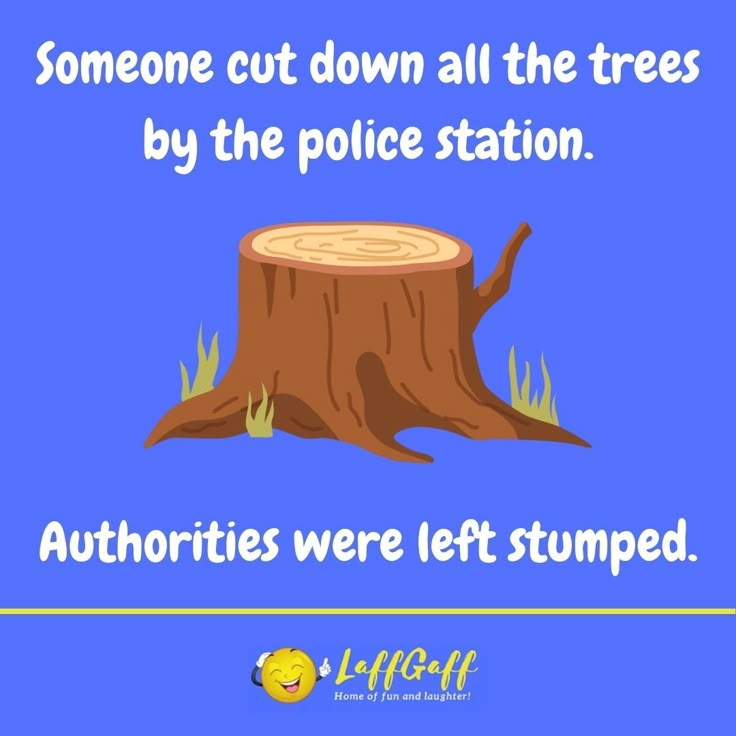 Someone cut down all the trees
by the police station.
Authorities were left stumped.
LaffGaff
Home of fun and laughter!